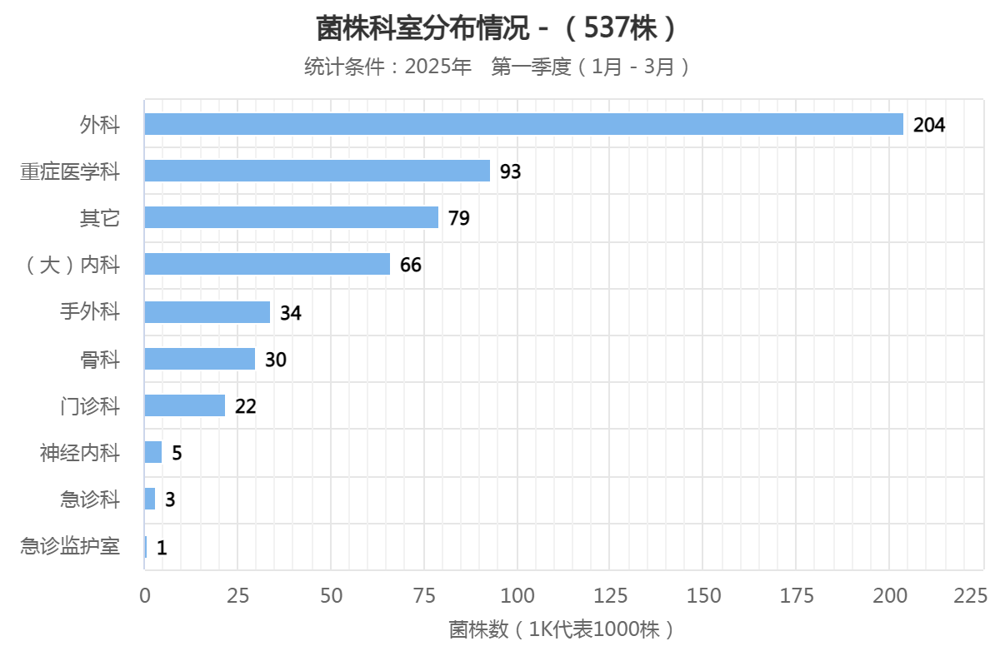 菌株科室分布情况 - （537株）
统计条件：2025年　第一季度（1月 - 3月）
外科 204
重症医学科 93
其它 79
（大）内科 66
手外科 34
骨科 30
门诊科 22
神经内科 5
急诊科 3
急诊监护室 1
0 25 50 75 100 125 150 175 200 225
菌株数（1K代表1000株）